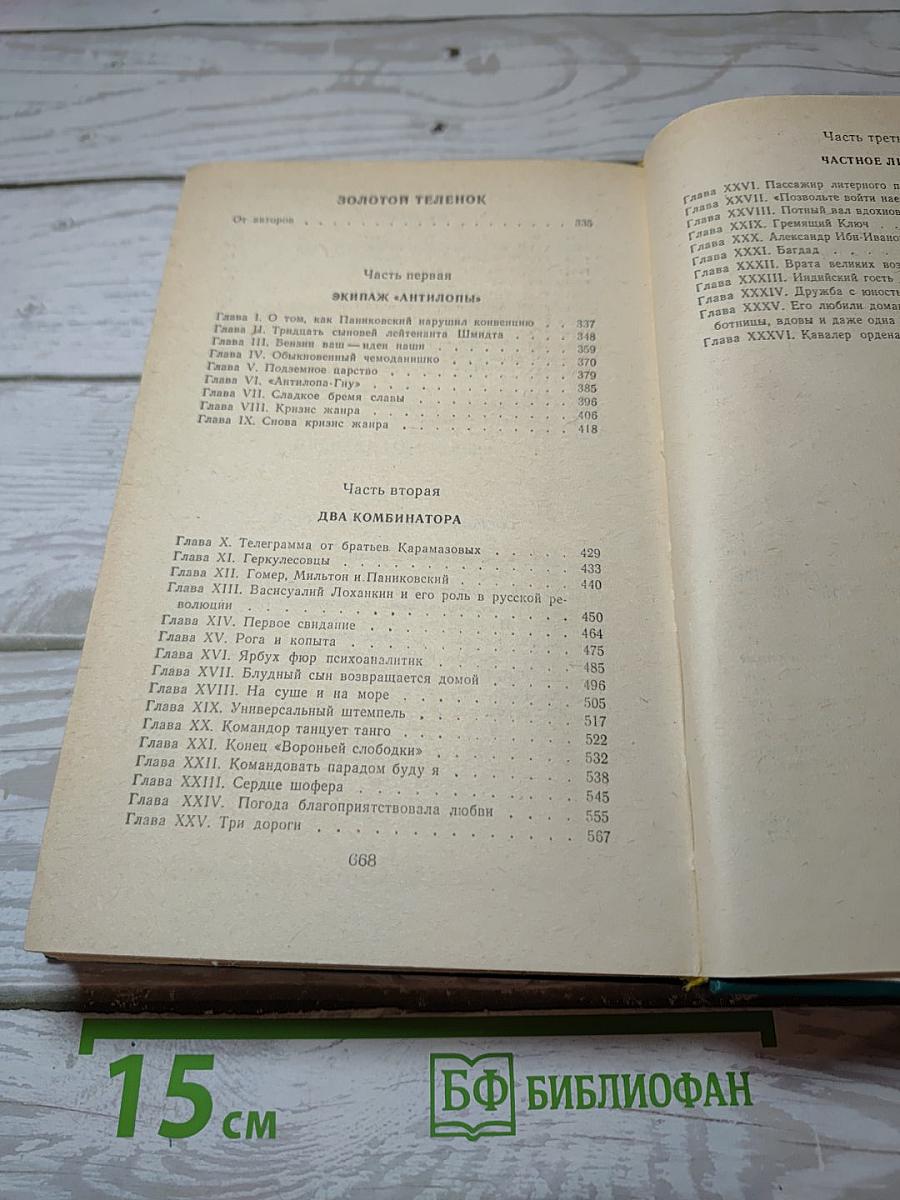 ЗОЛОТОЙ ТЕЛЕНОК
От авторов . . . . . . . . . . . . . . . . 335
Часть первая
ЭКИПАЖ «АНТИЛОПЫ»
Глава I. О том, как Паниковский нарушил конвенцию . . 337
Глава II. Тридцать сыновей лейтенанта Шмидта . . . . 348
Глава III. Бензин ваш — идеи наши . . . . . . . . 359
Глава IV. Обыкновенный чемоданишко . . . . . . . 370
Глава V. Подземное царство . . . . . . . . . . 379
Глава VI. «Антилопа-Гну» . . . . . . . . . . . 385
Глава VII. Сладкое бремя славы . . . . . . . . . 396
Глава VIII. Кризис жанра . . . . . . . . . . . 406
Глава IX. Снова кризис жанра . . . . . . . . . 418
Часть вторая
ДВА КОМБИНАТОРА
Глава X. Телеграмма от братьев Карамазовых . . . . . 429
Глава XI. Геркулесовцы . . . . . . . . . . . . 433
Глава XII. Гомер, Мильтон и Паниковский . . . . . . 440
Глава XIII. Васисуалий Лоханкин и его роль в русской ре-
волюции . . . . . . . . . . . . . . . . 450
Глава XIV. Первое свидание . . . . . . . . . . 464
Глава XV. Рога и копыта . . . . . . . . . . . 475
Глава XVI. Ярбух фюр психоаналитик . . . . . . . 485
Глава XVII. Блудный сын возвращается домой . . . . . 496
Глава XVIII. На суше и на море . . . . . . . . . 505
Глава XIX. Универсальный штемпель . . . . . . . . 517
Глава XX. Командор танцует танго . . . . . . . . 522
Глава XXI. Конец «Вороньей слободки» . . . . . . . 532
Глава XXII. Командовать парадом буду я . . . . . . 538
Глава XXIII. Сердце шофера . . . . . . . . . . 545
Глава XXIV. Погода благоприятствовала любви . . . . 555
Глава XXV. Три дороги . . . . . . . . . . . . 567
668
Часть
ЧАСТНОЕ
Глава XXVI. Пассажир литерного
Глава XXVII. «Позвольте войти
Глава XXVIII. Потный вал
Глава XXIX. Гремящий Ключ . .
Глава XXX. Александр
Глава XXXI. Багдад . . . .
Глава XXXII. Врата великих
Глава XXXIII. Индийский гость
Глава XXXIV. Дружба с
Глава XXXV. Его любили
ботницы, вдовы и даже одна
Глава XXXVI. Кавалер
15 см
БФ БИБЛИОФАН